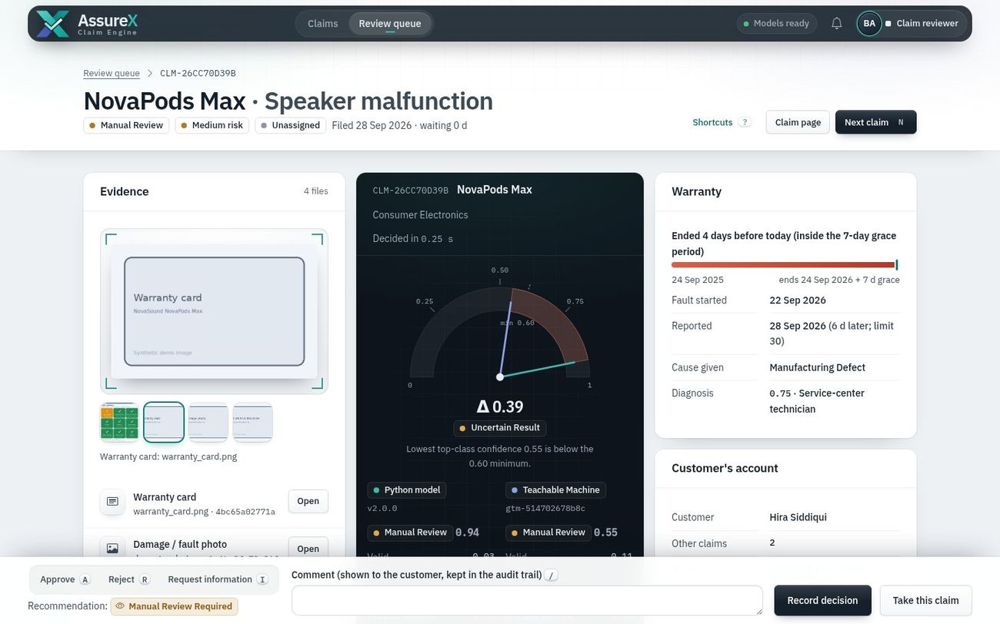 AssureX
Claim Engine
Claims
Review queue
Models ready
BA
Claim reviewer
Review queue > CLM-26CC70D39B
NovaPods Max · Speaker malfunction
Manual Review
Medium risk
Unassigned
Filed 28 Sep 2026 · waiting 0 d
Shortcuts ?
Claim page
Next claim N
Evidence
4 files
Warranty card
NovaSound NovaPods Max
Synthetic demo image
Warranty card: warranty_card.png
Warranty card
warranty_card.png · 4bc65a02771a
Open
Damage / fault photo
Open
CLM-26CC70D39B NovaPods Max
Consumer Electronics
Decided in 0.25 s
0.50
0.25
0.75
min 0.60
0
1
Δ 0.39
Uncertain Result
Lowest top-class confidence 0.55 is below the
0.60 minimum.
Python model
Teachable Machine
v2.0.0
gtm-514702678b8c
Manual Review 0.94
Manual Review 0.55
Valid 0.03
Valid 0.11
Warranty
Ended 4 days before today (inside the 7-day grace
period)
24 Sep 2025
ends 24 Sep 2026 + 7 d grace
Fault started
22 Sep 2026
Reported
28 Sep 2026 (6 d later; limit
30)
Cause given
Manufacturing Defect
Diagnosis
0.75 · Service-center
technician
Customer's account
Customer
Hira Siddiqui
Other claims
2
Approve A
Reject R
Request information I
Recommendation: Manual Review Required
Comment (shown to the customer, kept in the audit trail) /
Record decision
Take this claim